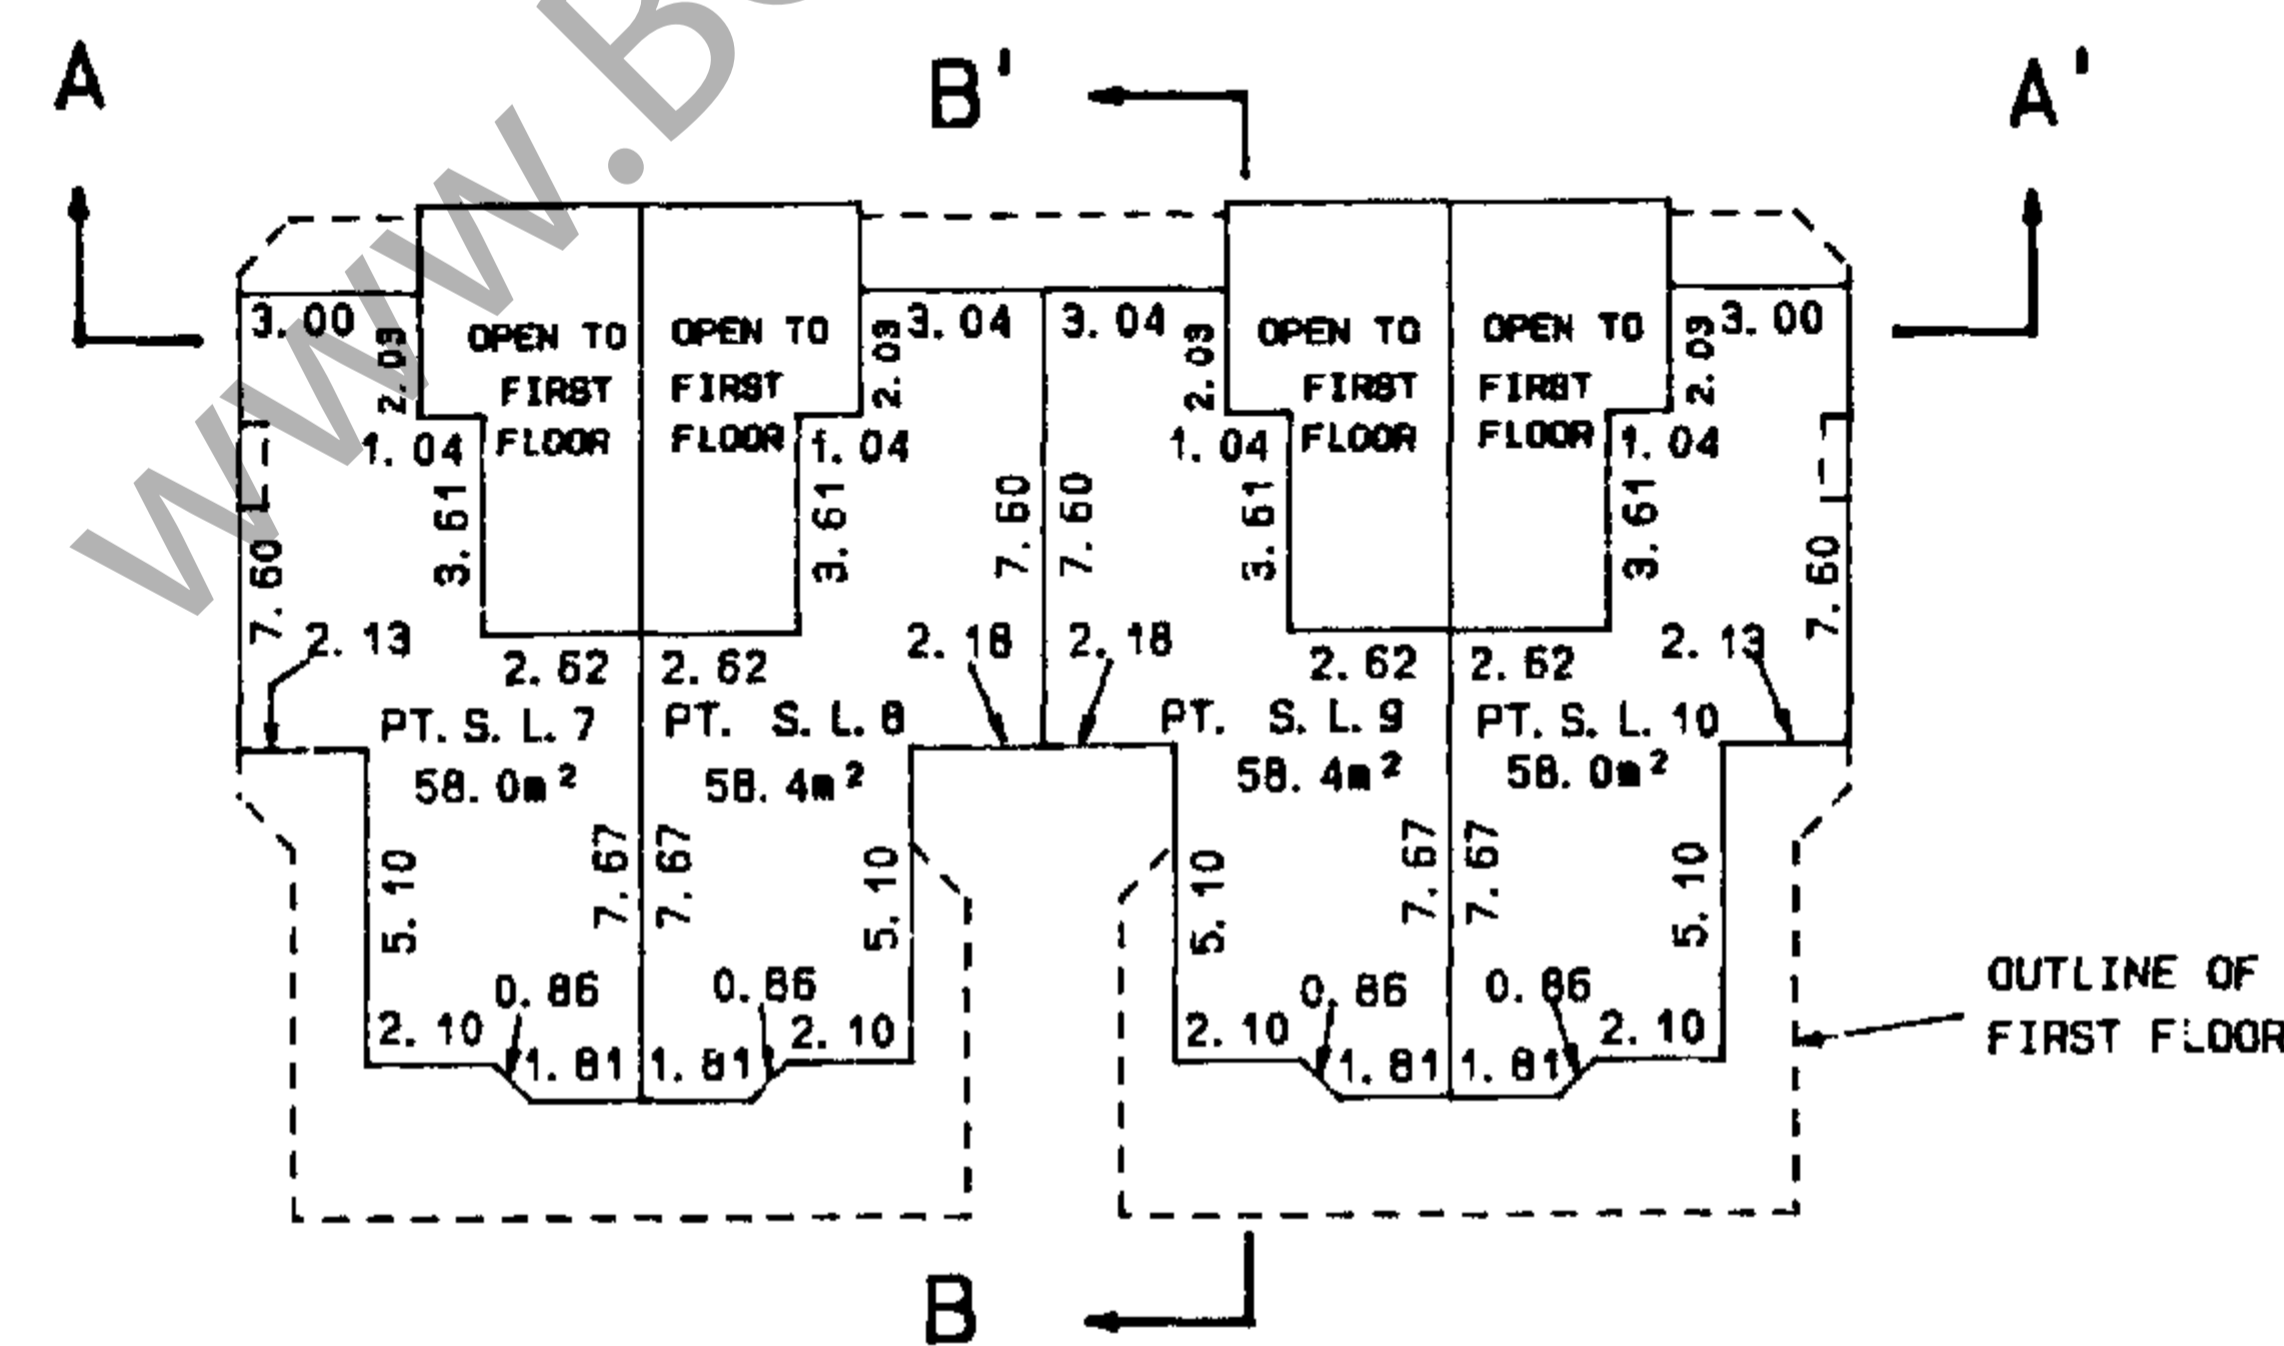 A
B'
A'
www.B
3.00
2.03
OPEN TO
FIRST
FLOOR
OPEN TO
FIRST
FLOOR
2.03
3.04
3.04
2.03
OPEN TO
FIRST
FLOOR
OPEN TO
FIRST
FLOOR
2.03
3.00
1.04
1.04
1.04
1.04
3.61
3.61
7.60
7.60
3.61
3.61
7.60
7.60
2.13
2.62
2.62
2.18
2.18
2.62
2.62
2.13
PT. S. L. 7
58.0m²
PT. S. L. 8
58.4m²
PT. S. L. 9
58.4m²
PT. S. L. 10
58.0m²
5.10
7.67
7.67
5.10
5.10
7.67
7.67
5.10
0.86
0.86
0.86
0.86
2.10
1.81
1.81
2.10
2.10
1.81
1.81
2.10
OUTLINE OF
FIRST FLOOR
B